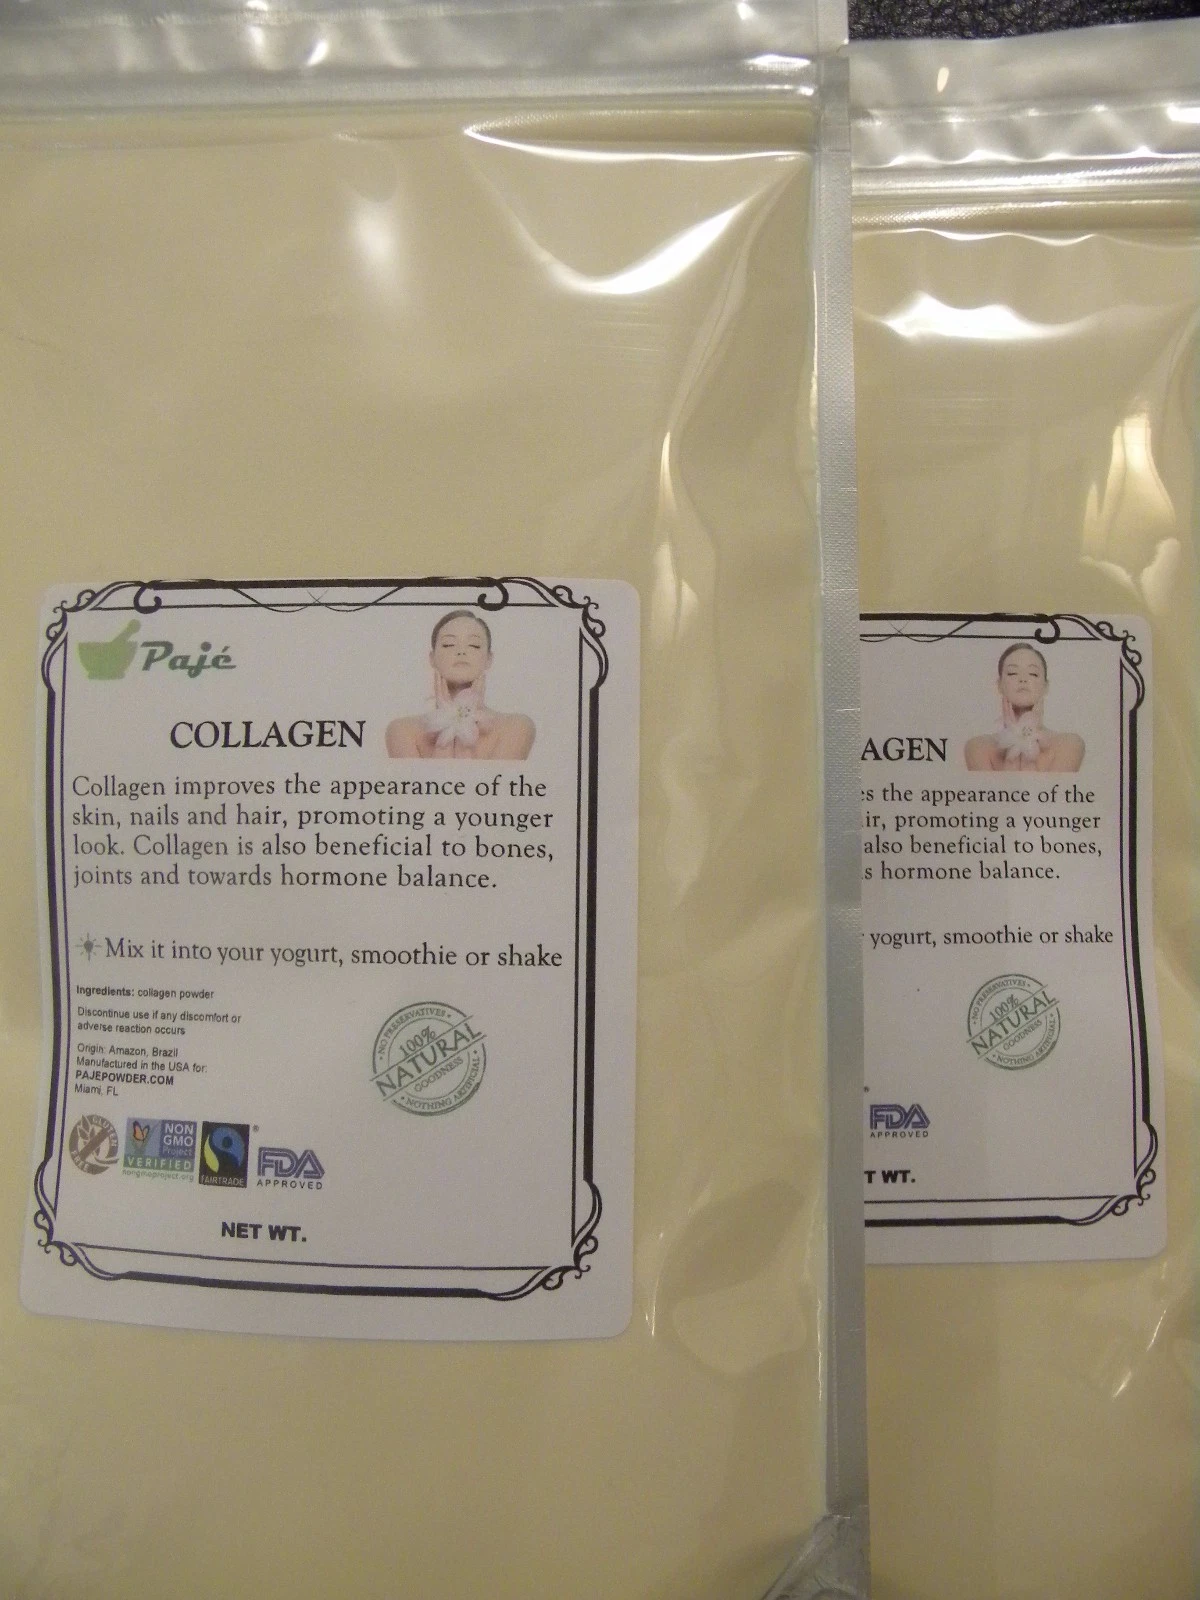 Pajé
COLLAGEN
Collagen improves the appearance of the
skin, nails and hair, promoting a younger
look. Collagen is also beneficial to bones,
joints and towards hormone balance.
Mix it into your yogurt, smoothie or shake
Ingredients: collagen powder
Discontinue use if any discomfort or
adverse reaction occurs
Origin: Amazon, Brazil
Manufactured in the USA for:
PAJEPOWDER.COM
Miami, FL
• NO PRESERVATIVES •
100%
NATURAL
GOODNESS
• NOTHING ARTIFICIAL •
GLUTEN
FREE
NON
GMO
Project
VERIFIED
nongmoproject.org
FAIRTRADE
®
FDA
APPROVED
NET WT.
AGEN
es the appearance of the
ir, promoting a younger
also beneficial to bones,
s hormone balance.
yogurt, smoothie or shake
• NO PRESERVATIVES •
100%
NATURAL
GOODNESS
• NOTHING ARTIFICIAL •
FDA
APPROVED
T WT.